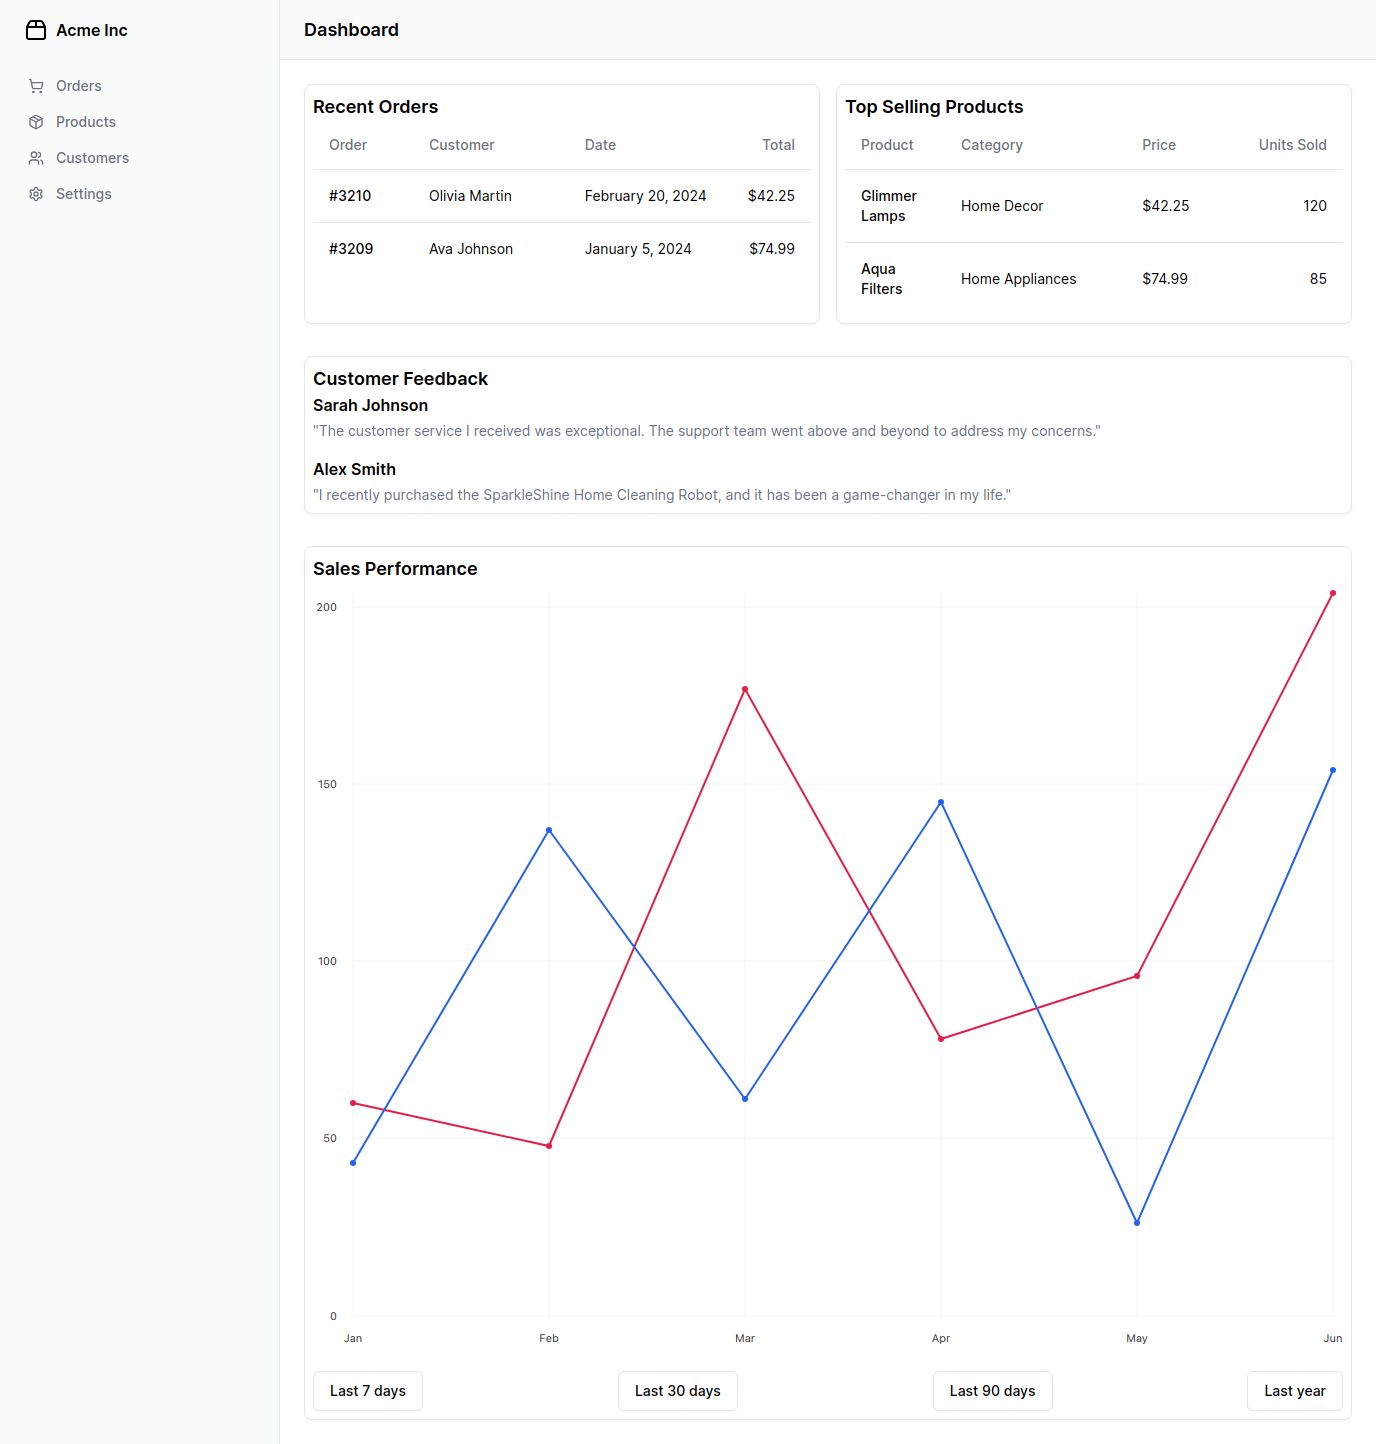 Acme Inc
Orders
Products
Customers
Settings
Dashboard
Recent Orders
Order Customer Date Total
#3210 Olivia Martin February 20, 2024 $42.25
#3209 Ava Johnson January 5, 2024 $74.99
Top Selling Products
Product Category Price Units Sold
Glimmer
Lamps
Home Decor $42.25 120
Aqua
Filters
Home Appliances $74.99 85
Customer Feedback
Sarah Johnson
"The customer service I received was exceptional. The support team went above and beyond to address my concerns."
Alex Smith
"I recently purchased the SparkleShine Home Cleaning Robot, and it has been a game-changer in my life."
Sales Performance
200
150
100
50
0
Jan Feb Mar Apr May Jun
Last 7 days Last 30 days Last 90 days Last year